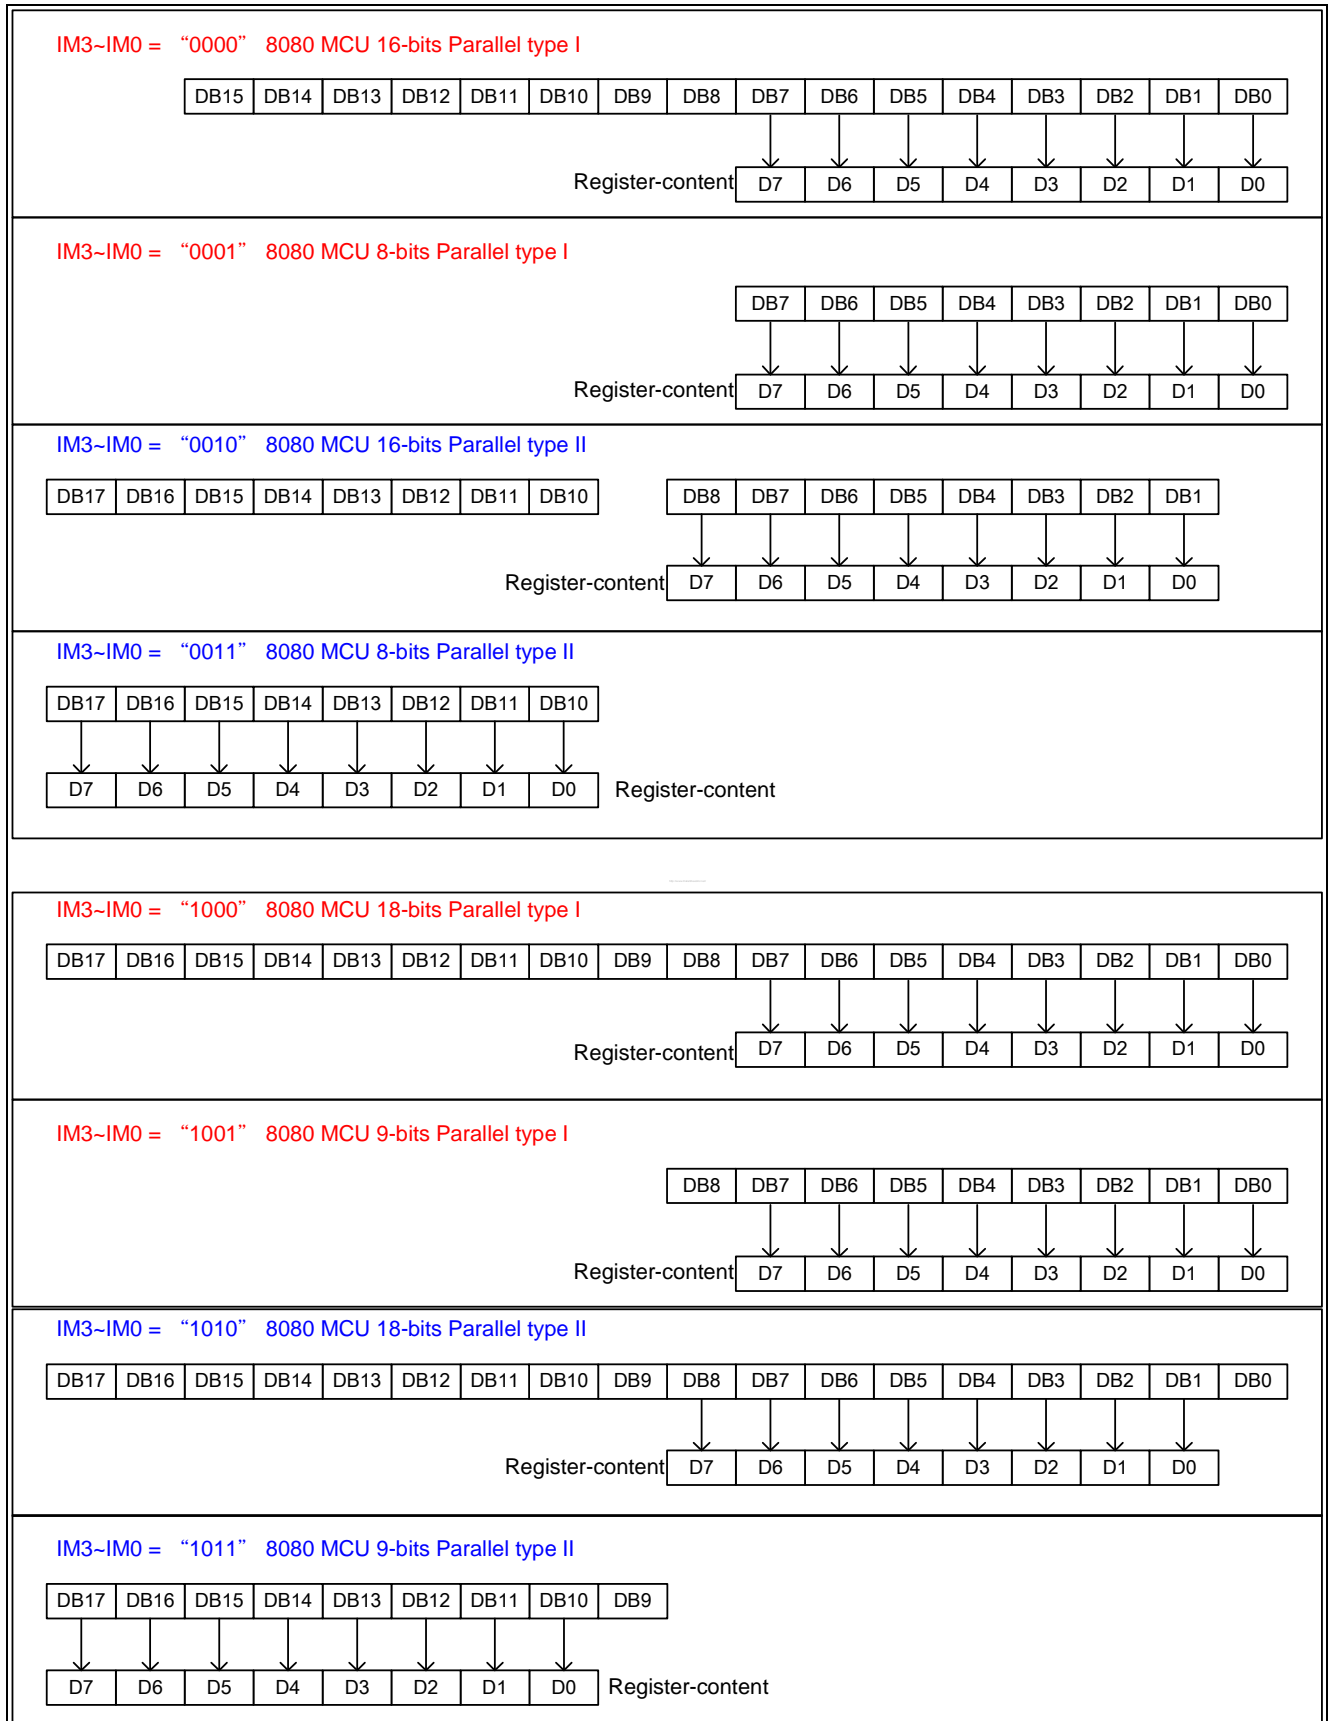 IM3~IM0 = “0000” 8080 MCU 16-bits Parallel type I
DB15 DB14 DB13 DB12 DB11 DB10 DB9 DB8 DB7 DB6 DB5 DB4 DB3 DB2 DB1 DB0
Register-content D7 D6 D5 D4 D3 D2 D1 D0
IM3~IM0 = “0001” 8080 MCU 8-bits Parallel type I
DB7 DB6 DB5 DB4 DB3 DB2 DB1 DB0
Register-content D7 D6 D5 D4 D3 D2 D1 D0
IM3~IM0 = “0010” 8080 MCU 16-bits Parallel type II
DB17 DB16 DB15 DB14 DB13 DB12 DB11 DB10 DB8 DB7 DB6 DB5 DB4 DB3 DB2 DB1
Register-content D7 D6 D5 D4 D3 D2 D1 D0
IM3~IM0 = “0011” 8080 MCU 8-bits Parallel type II
DB17 DB16 DB15 DB14 DB13 DB12 DB11 DB10
D7 D6 D5 D4 D3 D2 D1 D0 Register-content
IM3~IM0 = “1000” 8080 MCU 18-bits Parallel type I
DB17 DB16 DB15 DB14 DB13 DB12 DB11 DB10 DB9 DB8 DB7 DB6 DB5 DB4 DB3 DB2 DB1 DB0
Register-content D7 D6 D5 D4 D3 D2 D1 D0
IM3~IM0 = “1001” 8080 MCU 9-bits Parallel type I
DB8 DB7 DB6 DB5 DB4 DB3 DB2 DB1 DB0
Register-content D7 D6 D5 D4 D3 D2 D1 D0
IM3~IM0 = “1010” 8080 MCU 18-bits Parallel type II
DB17 DB16 DB15 DB14 DB13 DB12 DB11 DB10 DB9 DB8 DB7 DB6 DB5 DB4 DB3 DB2 DB1 DB0
Register-content D7 D6 D5 D4 D3 D2 D1 D0
IM3~IM0 = “1011” 8080 MCU 9-bits Parallel type II
DB17 DB16 DB15 DB14 DB13 DB12 DB11 DB10 DB9
D7 D6 D5 D4 D3 D2 D1 D0 Register-content